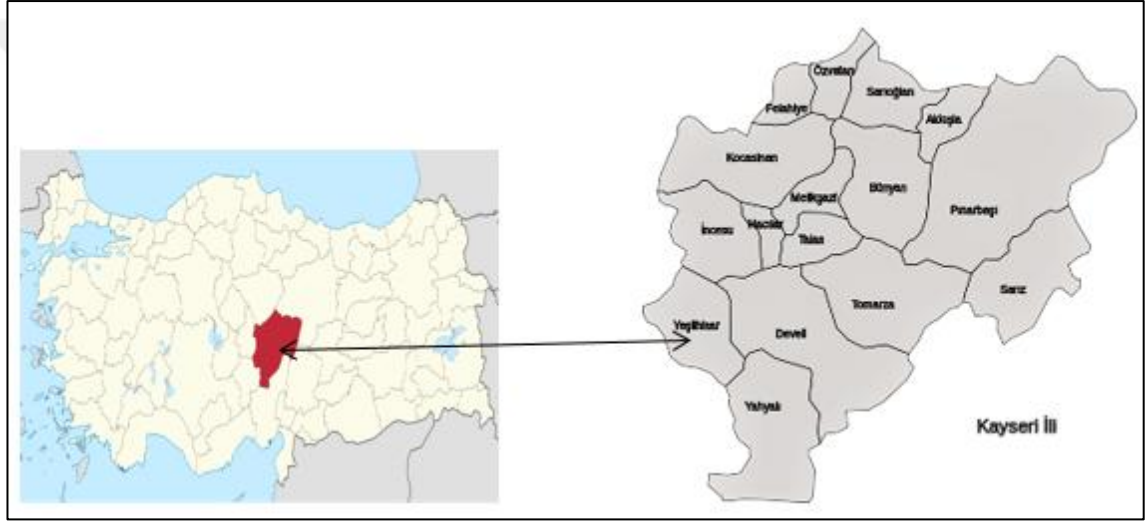 Özvatan
Sarıoğlan
Felahiye
Akkışla
Kocasinan
Bünyan
Melikgazi
Pınarbaşı
İncesu
Hacılar
Talas
Sarız
Tomarza
Yeşilhisar
Develi
Yahyalı
Kayseri İli